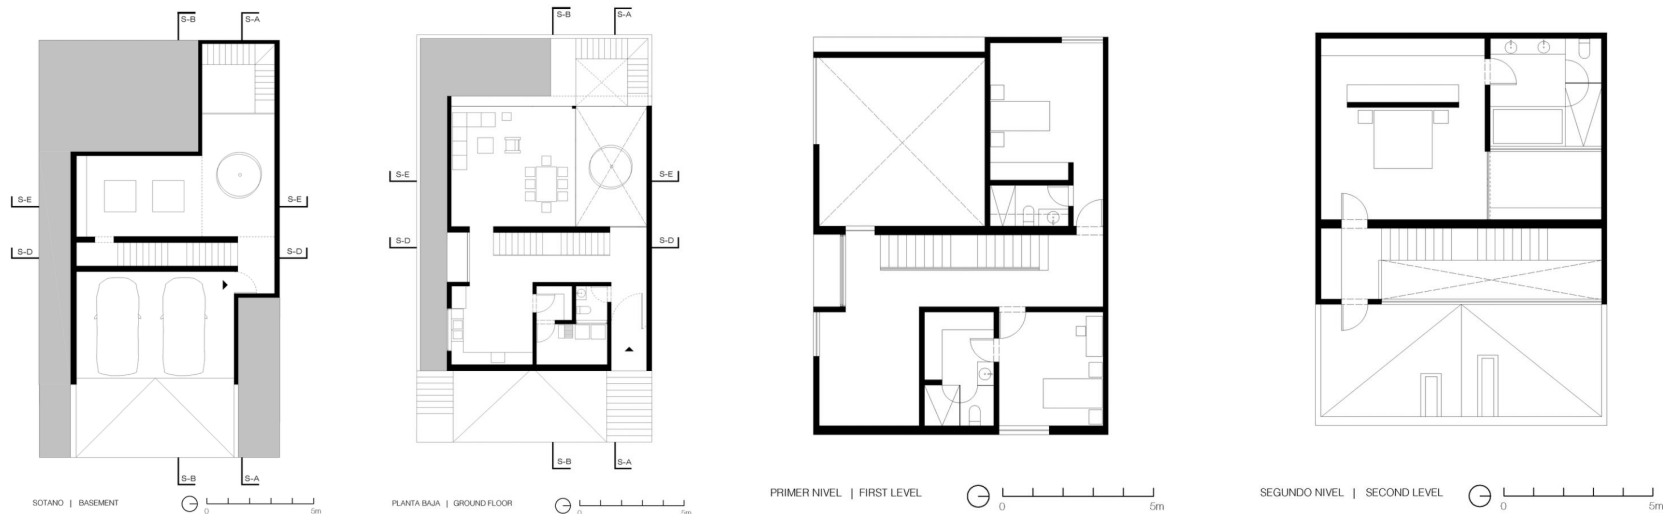 S-B S-A
S-E S-E
S-D S-D
S-B S-A
SOTANO | BASEMENT 0 5m
S-B S-A
S-E S-E
S-D S-D
S-B S-A
PLANTA BAJA | GROUND FLOOR 0 5m
PRIMER NIVEL | FIRST LEVEL 0 5m
SEGUNDO NIVEL | SECOND LEVEL 0 5m